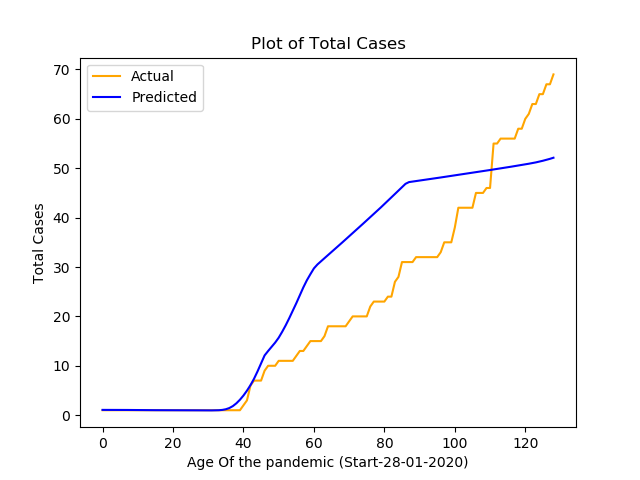 Plot of Total Cases
Actual
Predicted
70
60
50
40
30
20
10
0
Total Cases
0 20 40 60 80 100 120
Age Of the pandemic (Start-28-01-2020)